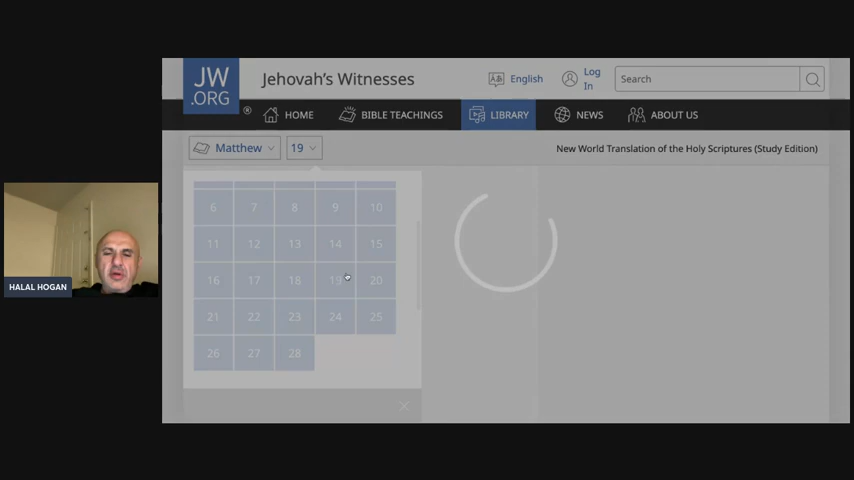 JW
.ORG
®
Jehovah's Witnesses
English
Log
In
Search
HOME
BIBLE TEACHINGS
LIBRARY
NEWS
ABOUT US
Matthew
19
New World Translation of the Holy Scriptures (Study Edition)
6 7 8 9 10
11 12 13 14 15
16 17 18 19 20
21 22 23 24 25
26 27 28
HALAL HOGAN